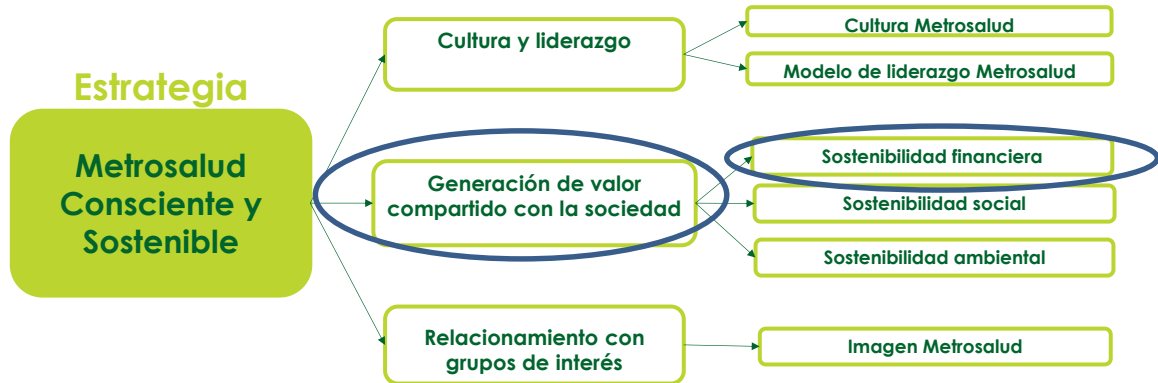 Estrategia
Metrosalud
Consciente y
Sostenible
Cultura y liderazgo
Cultura Metrosalud
Modelo de liderazgo Metrosalud
Generación de valor
compartido con la sociedad
Sostenibilidad financiera
Sostenibilidad social
Sostenibilidad ambiental
Relacionamiento con
grupos de interés
Imagen Metrosalud